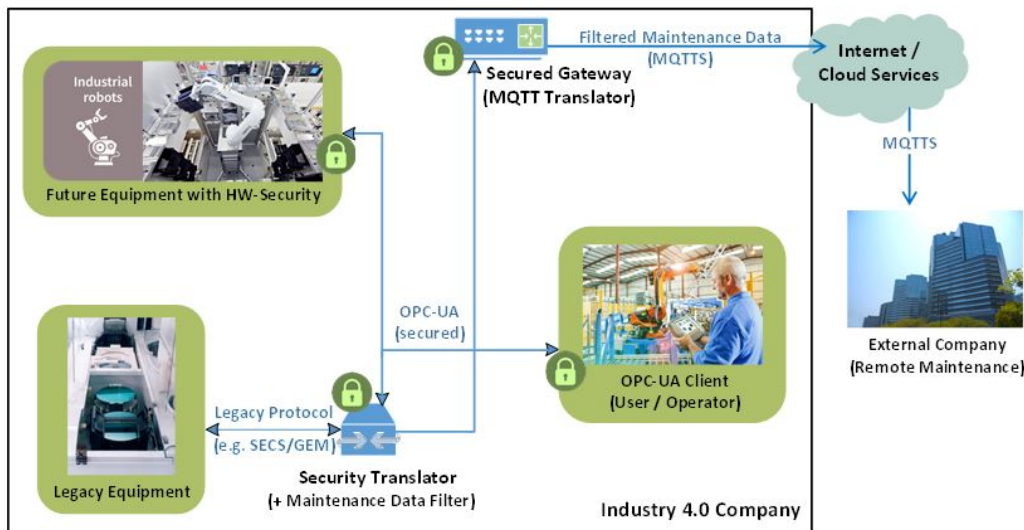 Industrial
robots
Future Equipment with HW-Security
Secured Gateway
(MQTT Translator)
Filtered Maintenance Data
(MQTTS)
Internet /
Cloud Services
MQTTS
External Company
(Remote Maintenance)
OPC-UA
(secured)
OPC-UA Client
(User / Operator)
Legacy Protocol
(e.g. SECS/GEM)
Legacy Equipment
Security Translator
(+ Maintenance Data Filter)
Industry 4.0 Company